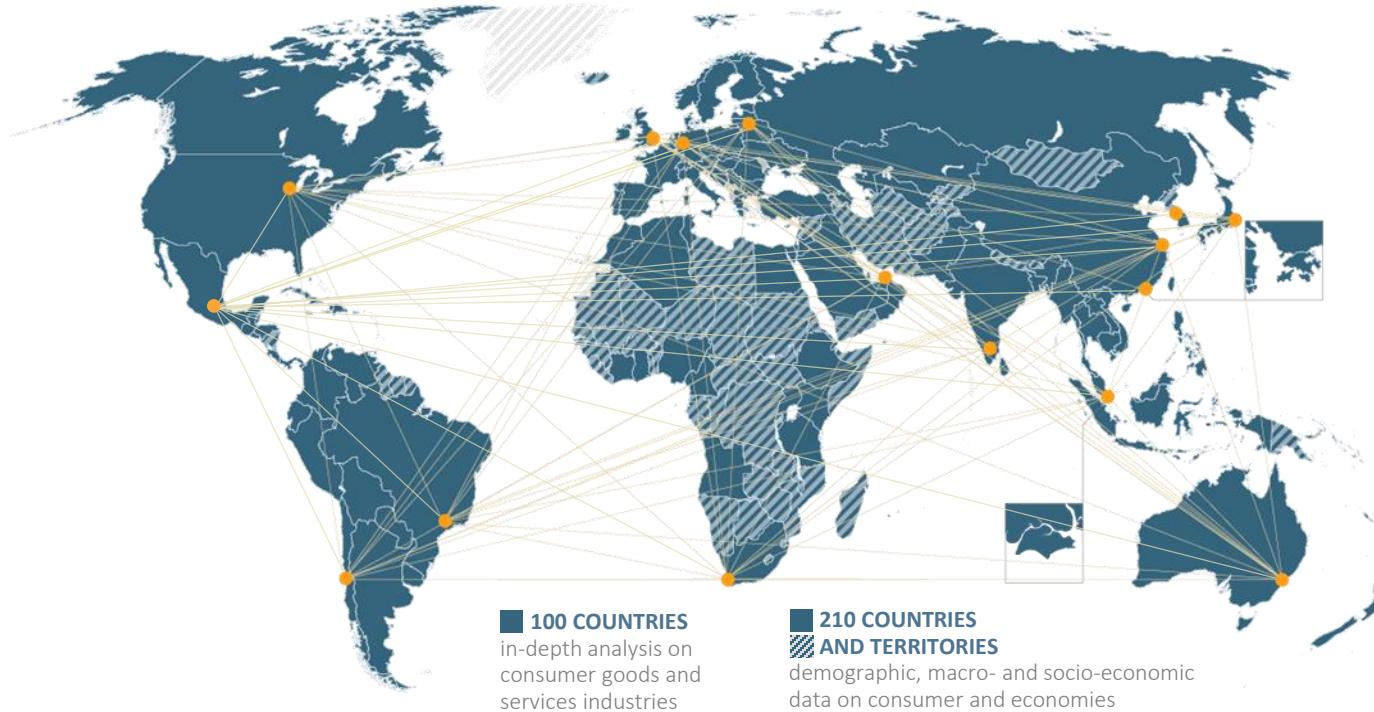 100 COUNTRIES
in-depth analysis on
consumer goods and
services industries
210 COUNTRIES
AND TERRITORIES
demographic, macro- and socio-economic
data on consumer and economies